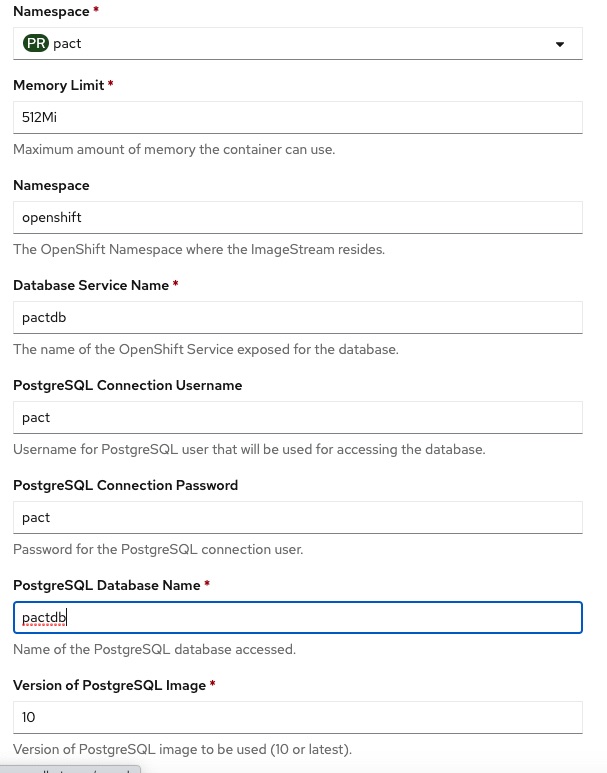 Namespace *
PR pact
Memory Limit *
512Mi
Maximum amount of memory the container can use.
Namespace
openshift
The OpenShift Namespace where the ImageStream resides.
Database Service Name *
pactdb
The name of the OpenShift Service exposed for the database.
PostgreSQL Connection Username
pact
Username for PostgreSQL user that will be used for accessing the database.
PostgreSQL Connection Password
pact
Password for the PostgreSQL connection user.
PostgreSQL Database Name *
pactdb
Name of the PostgreSQL database accessed.
Version of PostgreSQL Image *
10
Version of PostgreSQL image to be used (10 or latest).